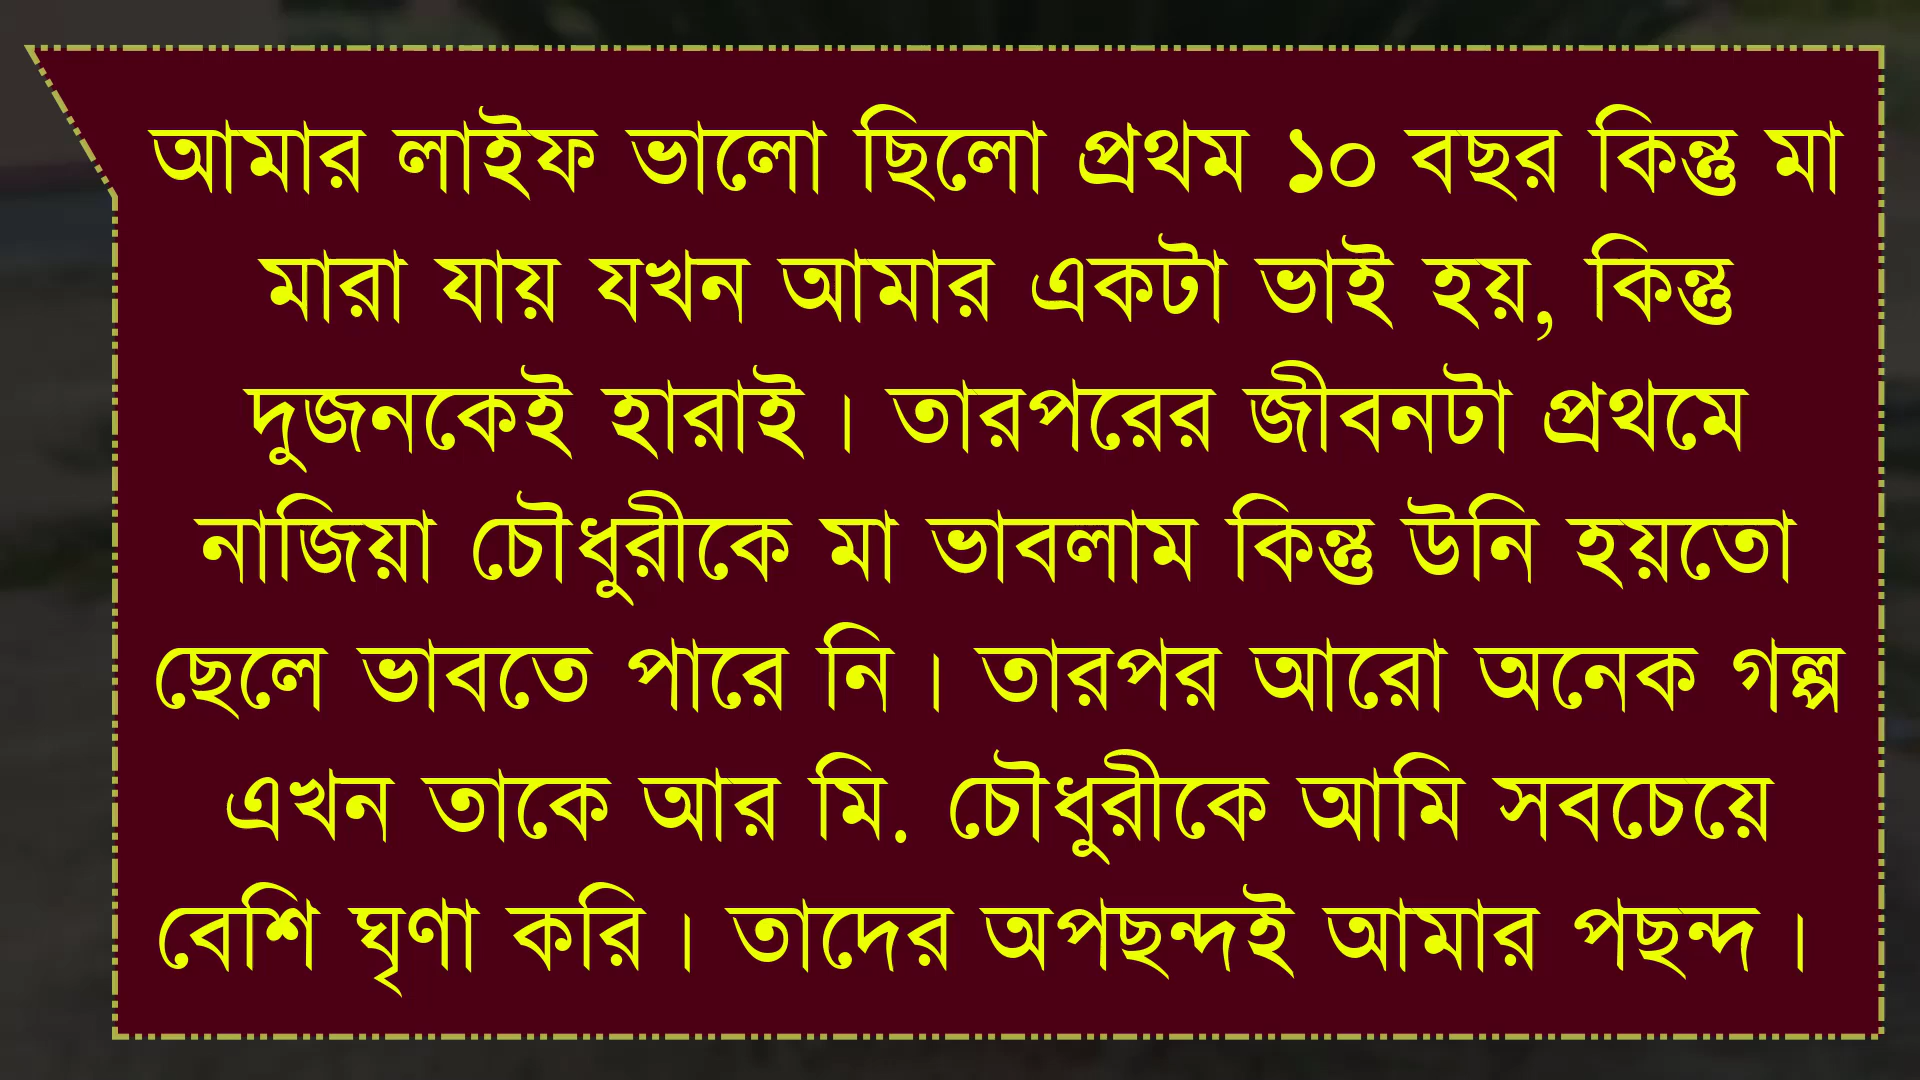 আমার লাইফ ভালো ছিলো প্রথম ১০ বছর কিন্তু মা
মারা যায় যখন আমার একটা ভাই হয়, কিন্তু
দুজনকেই হারাই। তারপরের জীবনটা প্রথমে
নাজিয়া চৌধুরীকে মা ভাবলাম কিন্তু উনি হয়তো
ছেলে ভাবতে পারে নি। তারপর আরো অনেক গল্প
এখন তাকে আর মি. চৌধুরীকে আমি সবচেয়ে
বেশি ঘৃণা করি। তাদের অপছন্দই আমার পছন্দ।